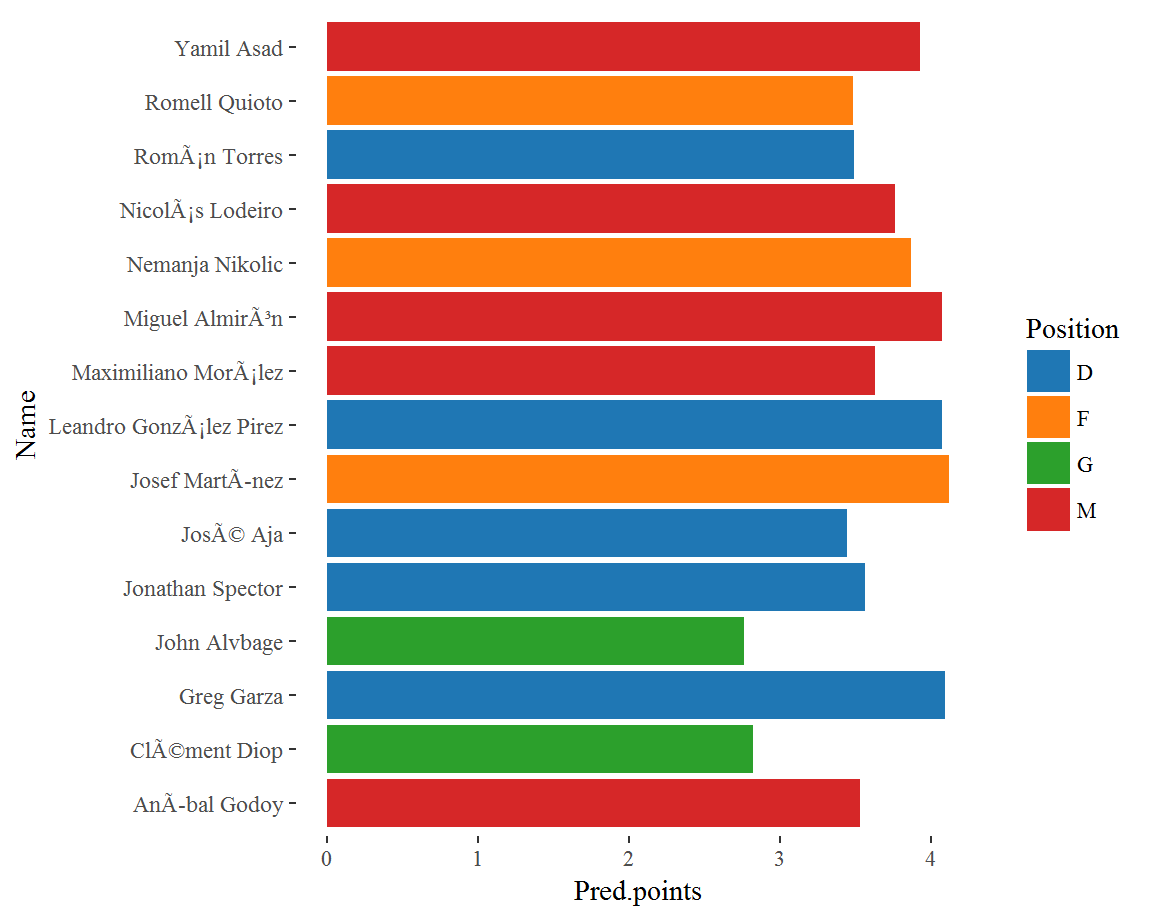 Yamil Asad
Romell Quioto
RomÃ¡n Torres
NicolÃ¡s Lodeiro
Nemanja Nikolic
Miguel AlmirÃ³n
Maximiliano MorÃ¡lez
Leandro GonzÃ¡lez Pirez
Josef MartÃ-nez
JosÃ© Aja
Jonathan Spector
John Alvbage
Greg Garza
ClÃ©ment Diop
AnÃ-bal Godoy
Name
0 1 2 3 4
Pred.points
Position
D
F
G
M